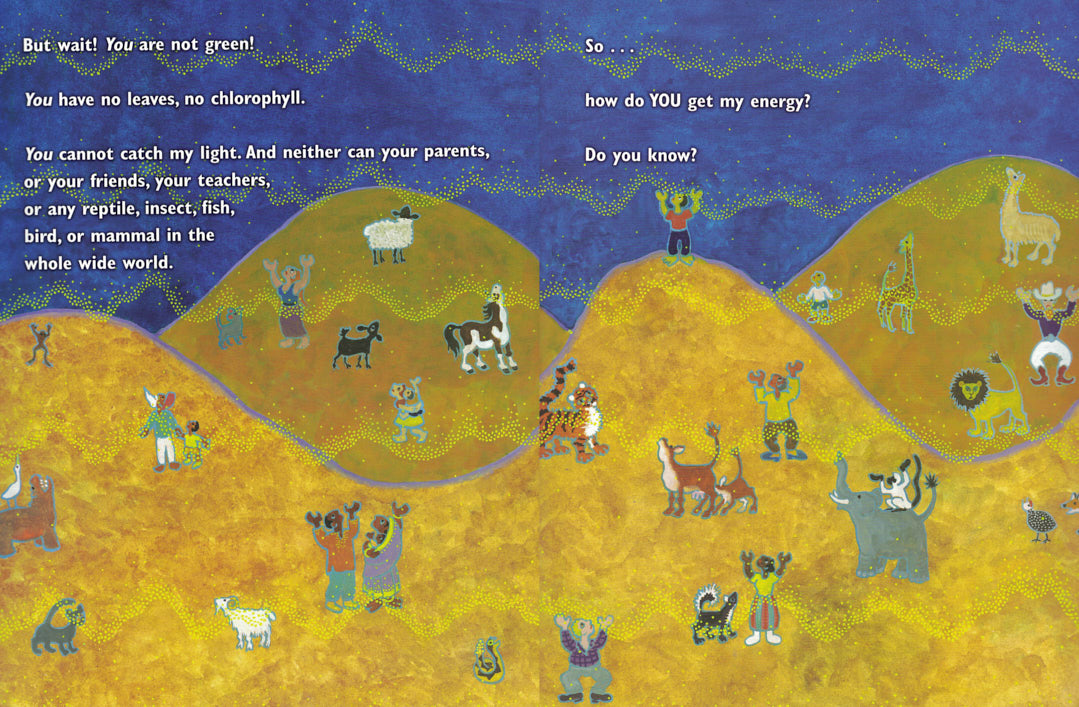 But wait! You are not green!
You have no leaves, no chlorophyll.
You cannot catch my light. And neither can your parents,
or your friends, your teachers,
or any reptile, insect, fish,
bird, or mammal in the
whole wide world.
So . . .
how do YOU get my energy?
Do you know?